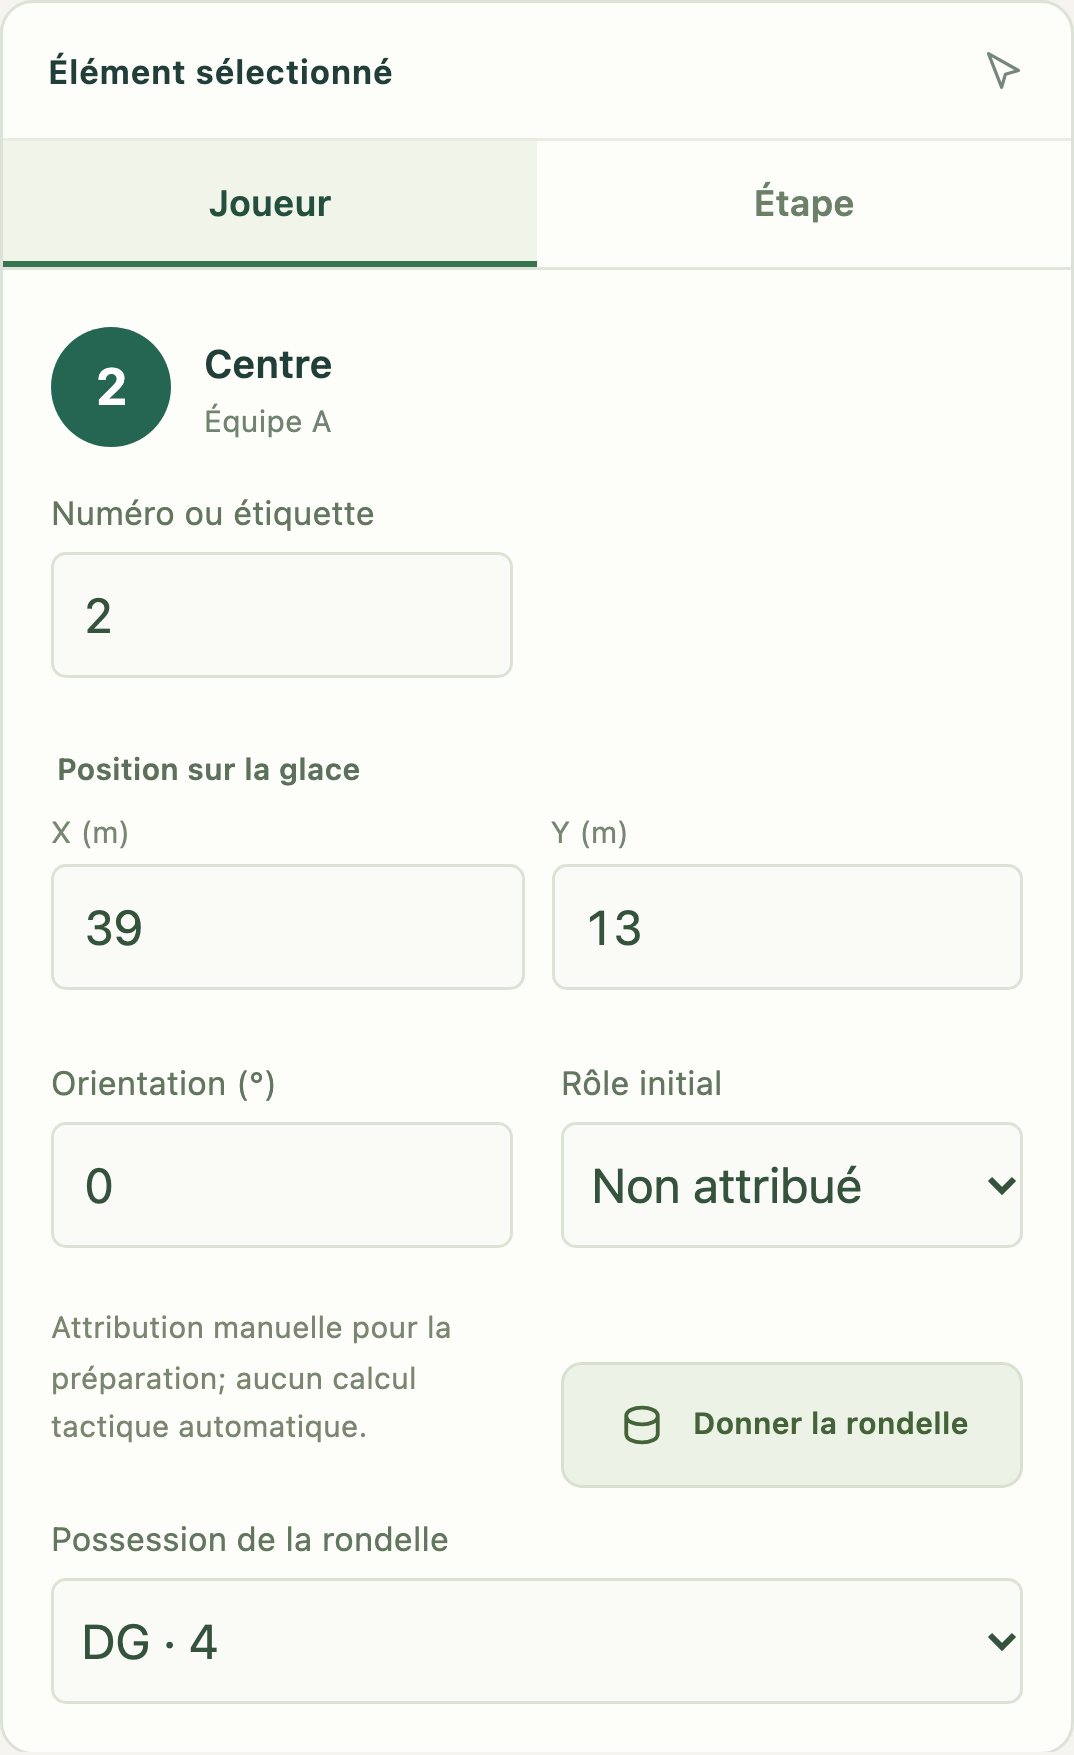 Élément sélectionné
Joueur
Étape
2
Centre
Équipe A
Numéro ou étiquette
2
Position sur la glace
X (m)
Y (m)
39
13
Orientation (°)
Rôle initial
0
Non attribué
Attribution manuelle pour la
préparation; aucun calcul
tactique automatique.
Donner la rondelle
Possession de la rondelle
DG · 4